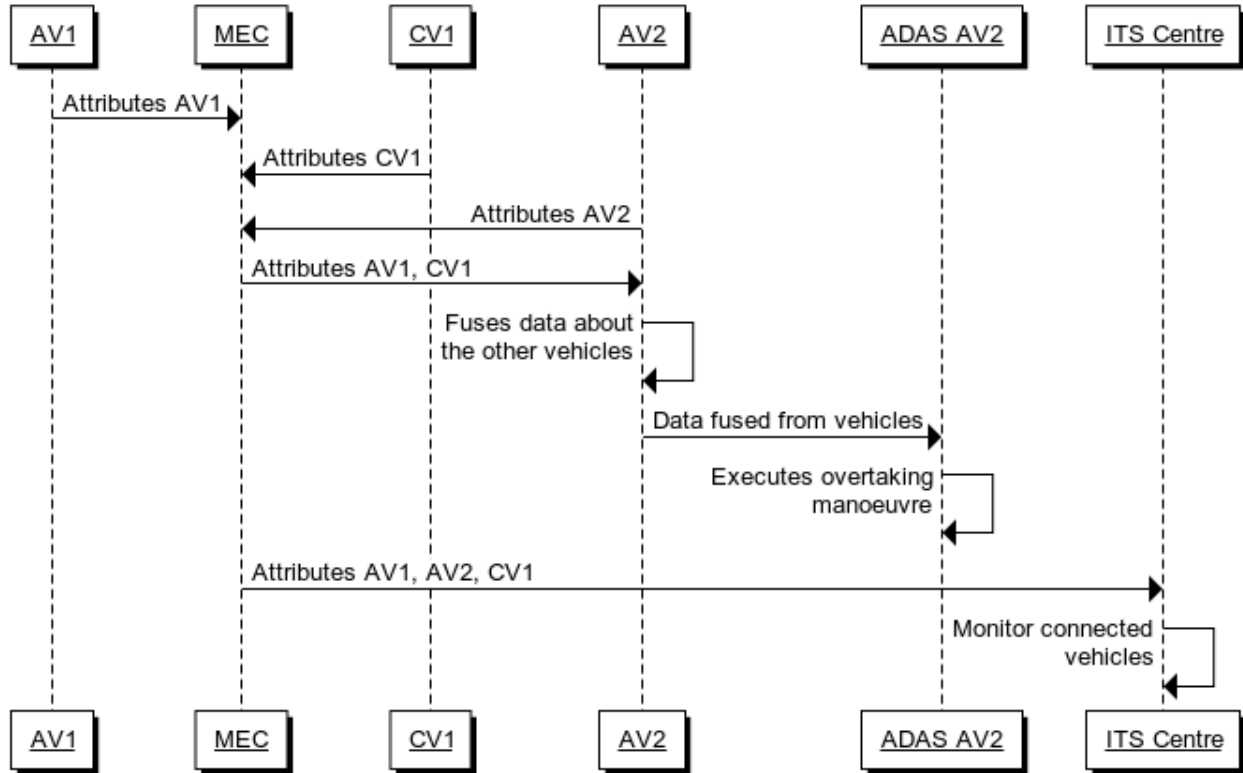 AV1 MEC CV1 AV2 ADAS AV2 ITS Centre
Attributes AV1
Attributes CV1
Attributes AV2
Attributes AV1, CV1
Fuses data about
the other vehicles
Data fused from vehicles
Executes overtaking
manoeuvre
Attributes AV1, AV2, CV1
Monitor connected
vehicles
AV1 MEC CV1 AV2 ADAS AV2 ITS Centre